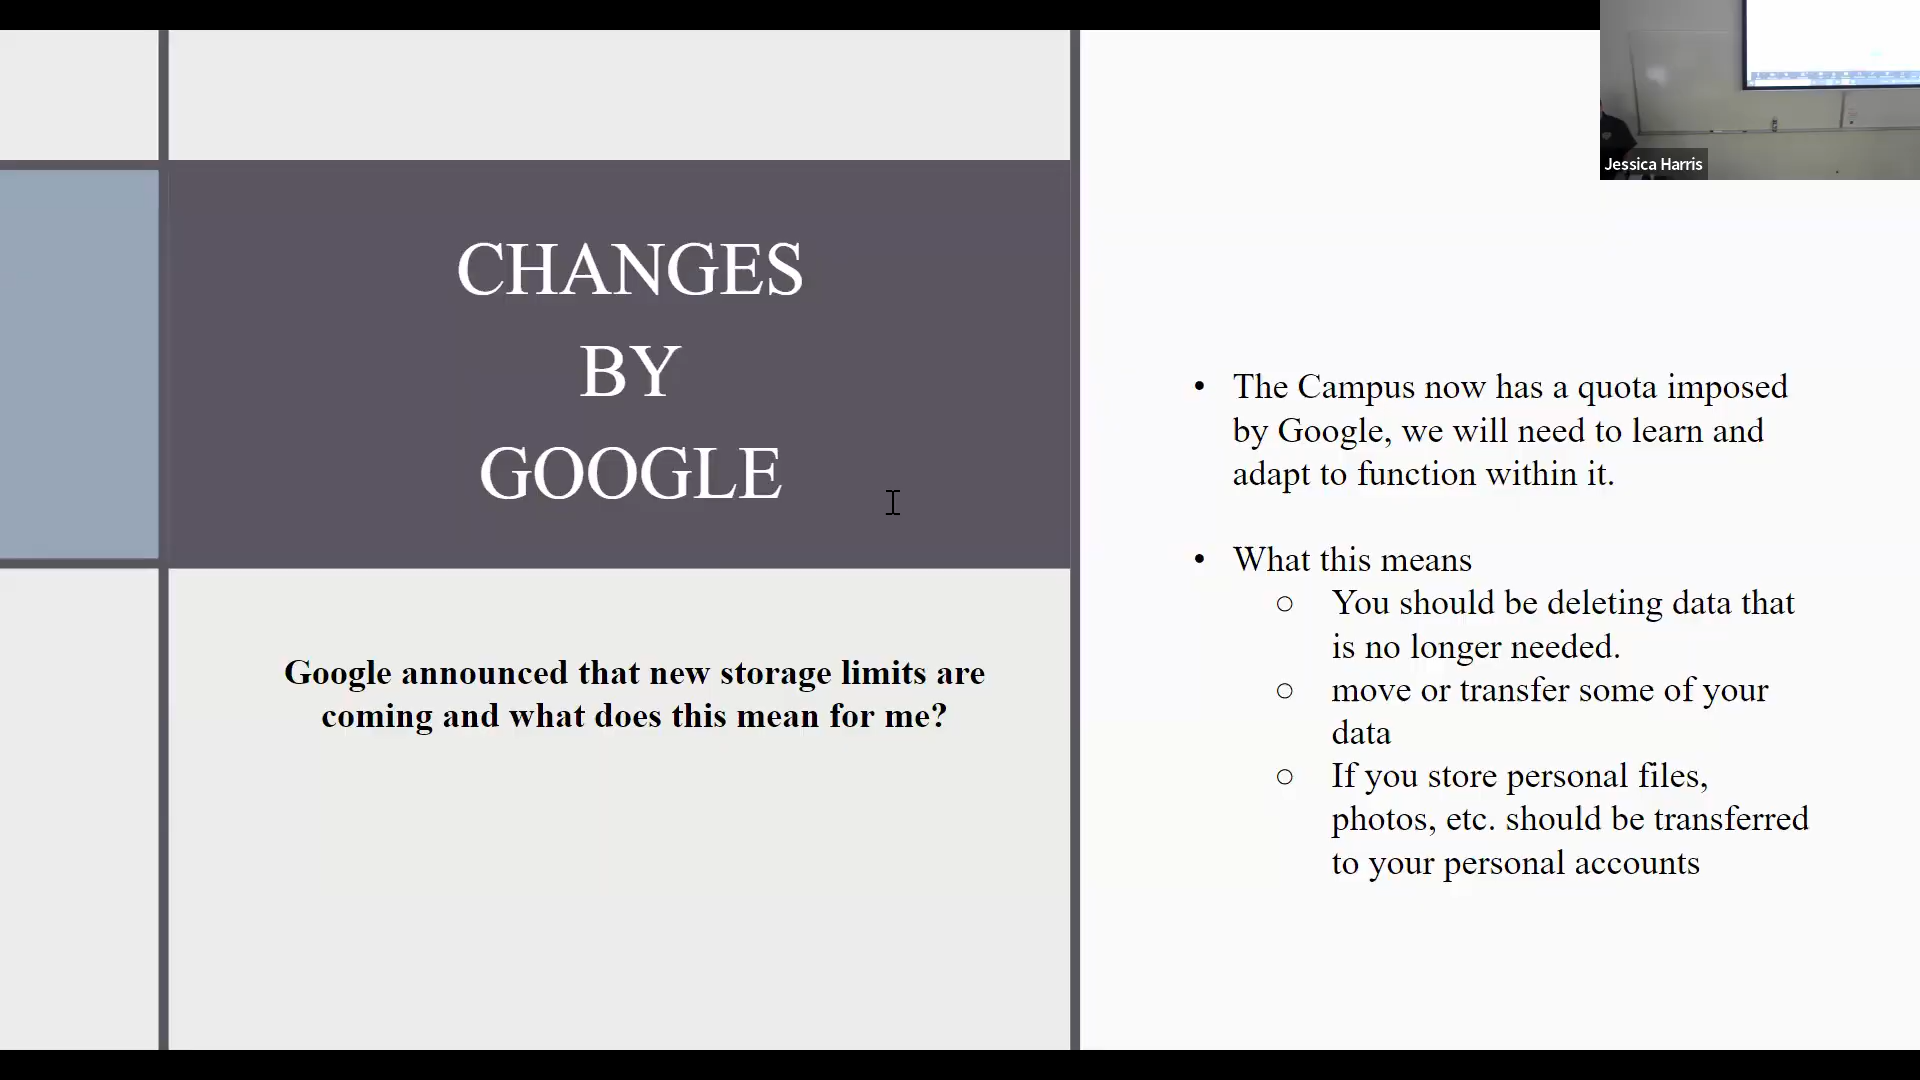 CHANGES
BY
GOOGLE
Google announced that new storage limits are
coming and what does this mean for me?
• The Campus now has a quota imposed
by Google, we will need to learn and
adapt to function within it.
• What this means
○ You should be deleting data that
is no longer needed.
○ move or transfer some of your
data
○ If you store personal files,
photos, etc. should be transferred
to your personal accounts
Jessica Harris